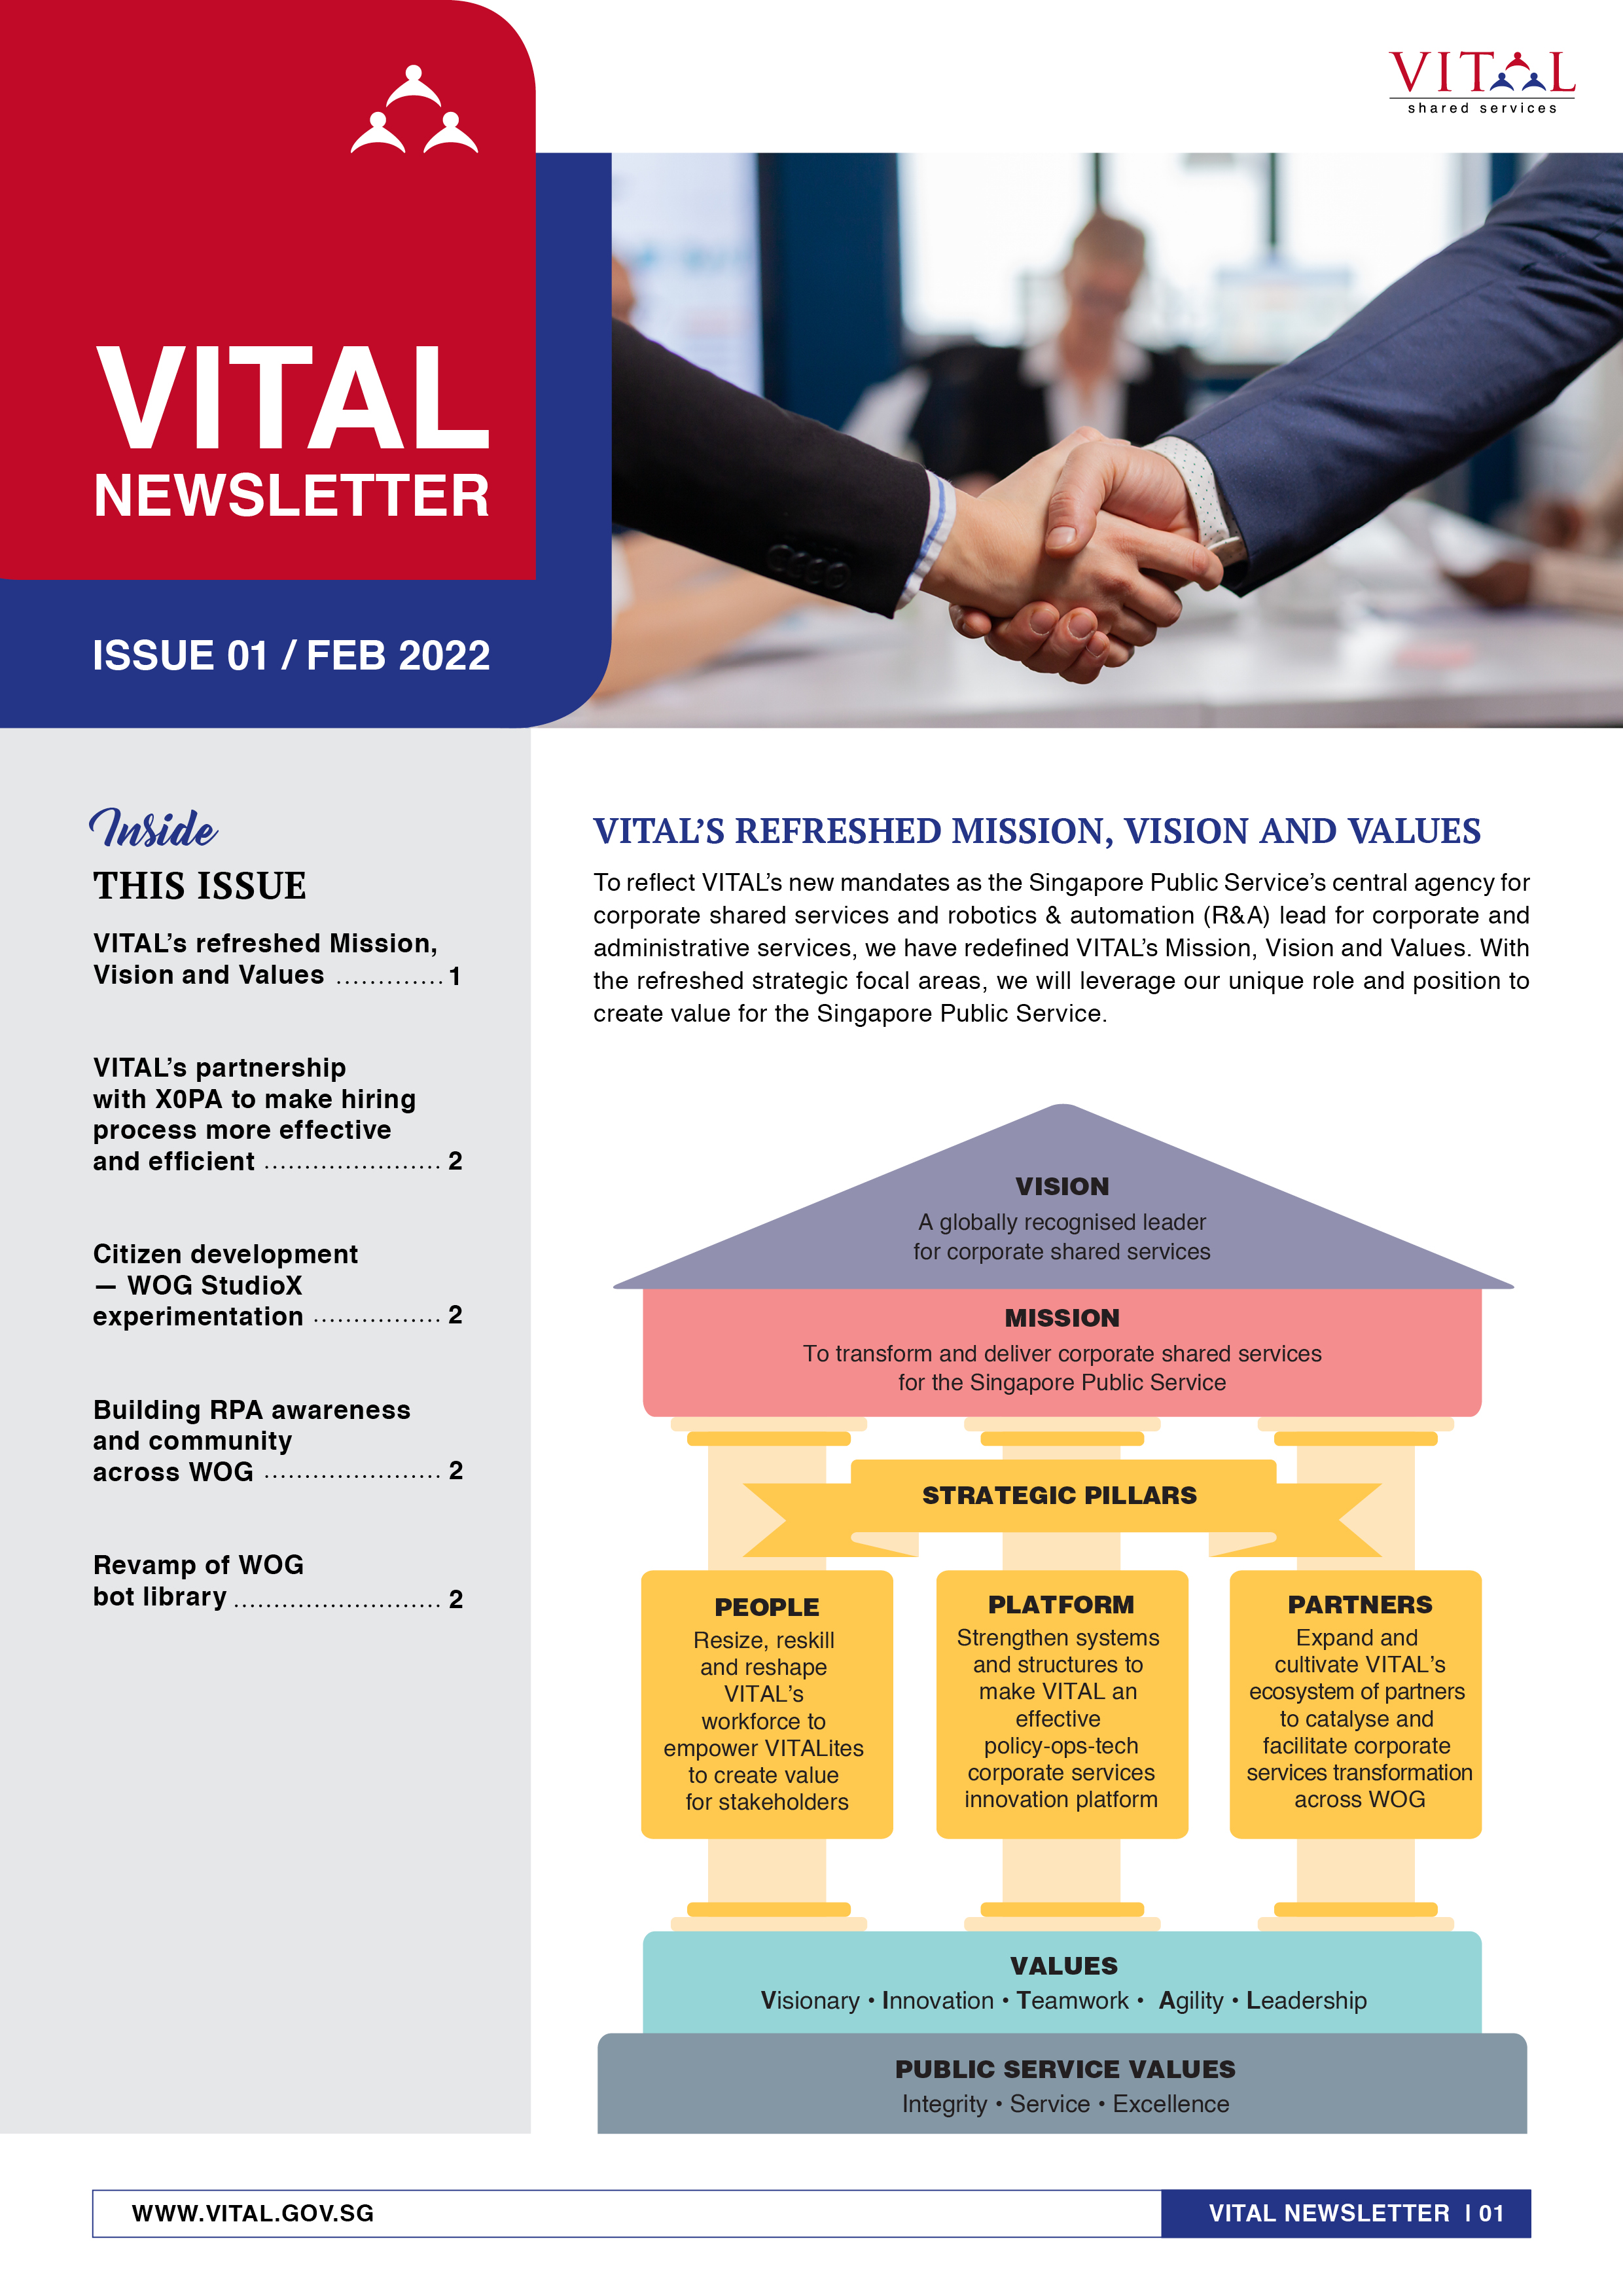 VITAL
shared services
VITAL
NEWSLETTER
ISSUE 01 / FEB 2022
Inside
THIS ISSUE
VITAL’s refreshed Mission,
Vision and Values ............. 1
VITAL’s partnership
with X0PA to make hiring
process more effective
and efficient ...................... 2
Citizen development
— WOG StudioX
experimentation ................ 2
Building RPA awareness
and community
across WOG ...................... 2
Revamp of WOG
bot library .......................... 2
VITAL’S REFRESHED MISSION, VISION AND VALUES
To reflect VITAL’s new mandates as the Singapore Public Service’s central agency for
corporate shared services and robotics & automation (R&A) lead for corporate and
administrative services, we have redefined VITAL’s Mission, Vision and Values. With
the refreshed strategic focal areas, we will leverage our unique role and position to
create value for the Singapore Public Service.
VISION
A globally recognised leader
for corporate shared services
MISSION
To transform and deliver corporate shared services
for the Singapore Public Service
STRATEGIC PILLARS
PEOPLE
Resize, reskill
and reshape
VITAL’s
workforce to
empower VITALites
to create value
for stakeholders
PLATFORM
Strengthen systems
and structures to
make VITAL an
effective
policy-ops-tech
corporate services
innovation platform
PARTNERS
Expand and
cultivate VITAL’s
ecosystem of partners
to catalyse and
facilitate corporate
services transformation
across WOG
VALUES
Visionary • Innovation • Teamwork • Agility • Leadership
PUBLIC SERVICE VALUES
Integrity • Service • Excellence
WWW.VITAL.GOV.SG
VITAL NEWSLETTER | 01